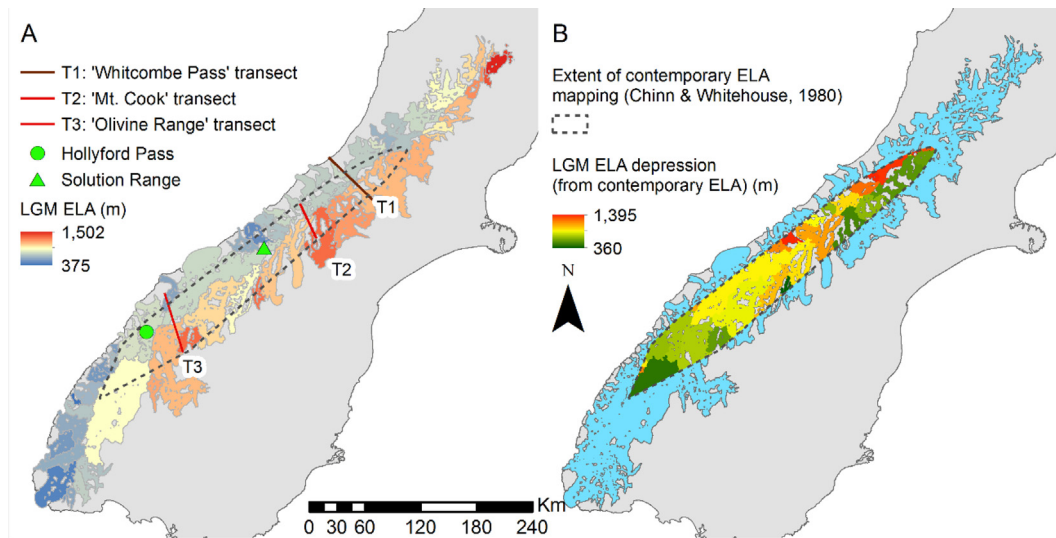 A
T1: 'Whitcombe Pass' transect
T2: 'Mt. Cook' transect
T3: 'Olivine Range' transect
Hollyford Pass
Solution Range
LGM ELA (m)
1,502
375
T1
T2
T3
B
Extent of contemporary ELA
mapping (Chinn & Whitehouse, 1980)
LGM ELA depression
(from contemporary ELA) (m)
1,395
360
N
Km
0 30 60 120 180 240